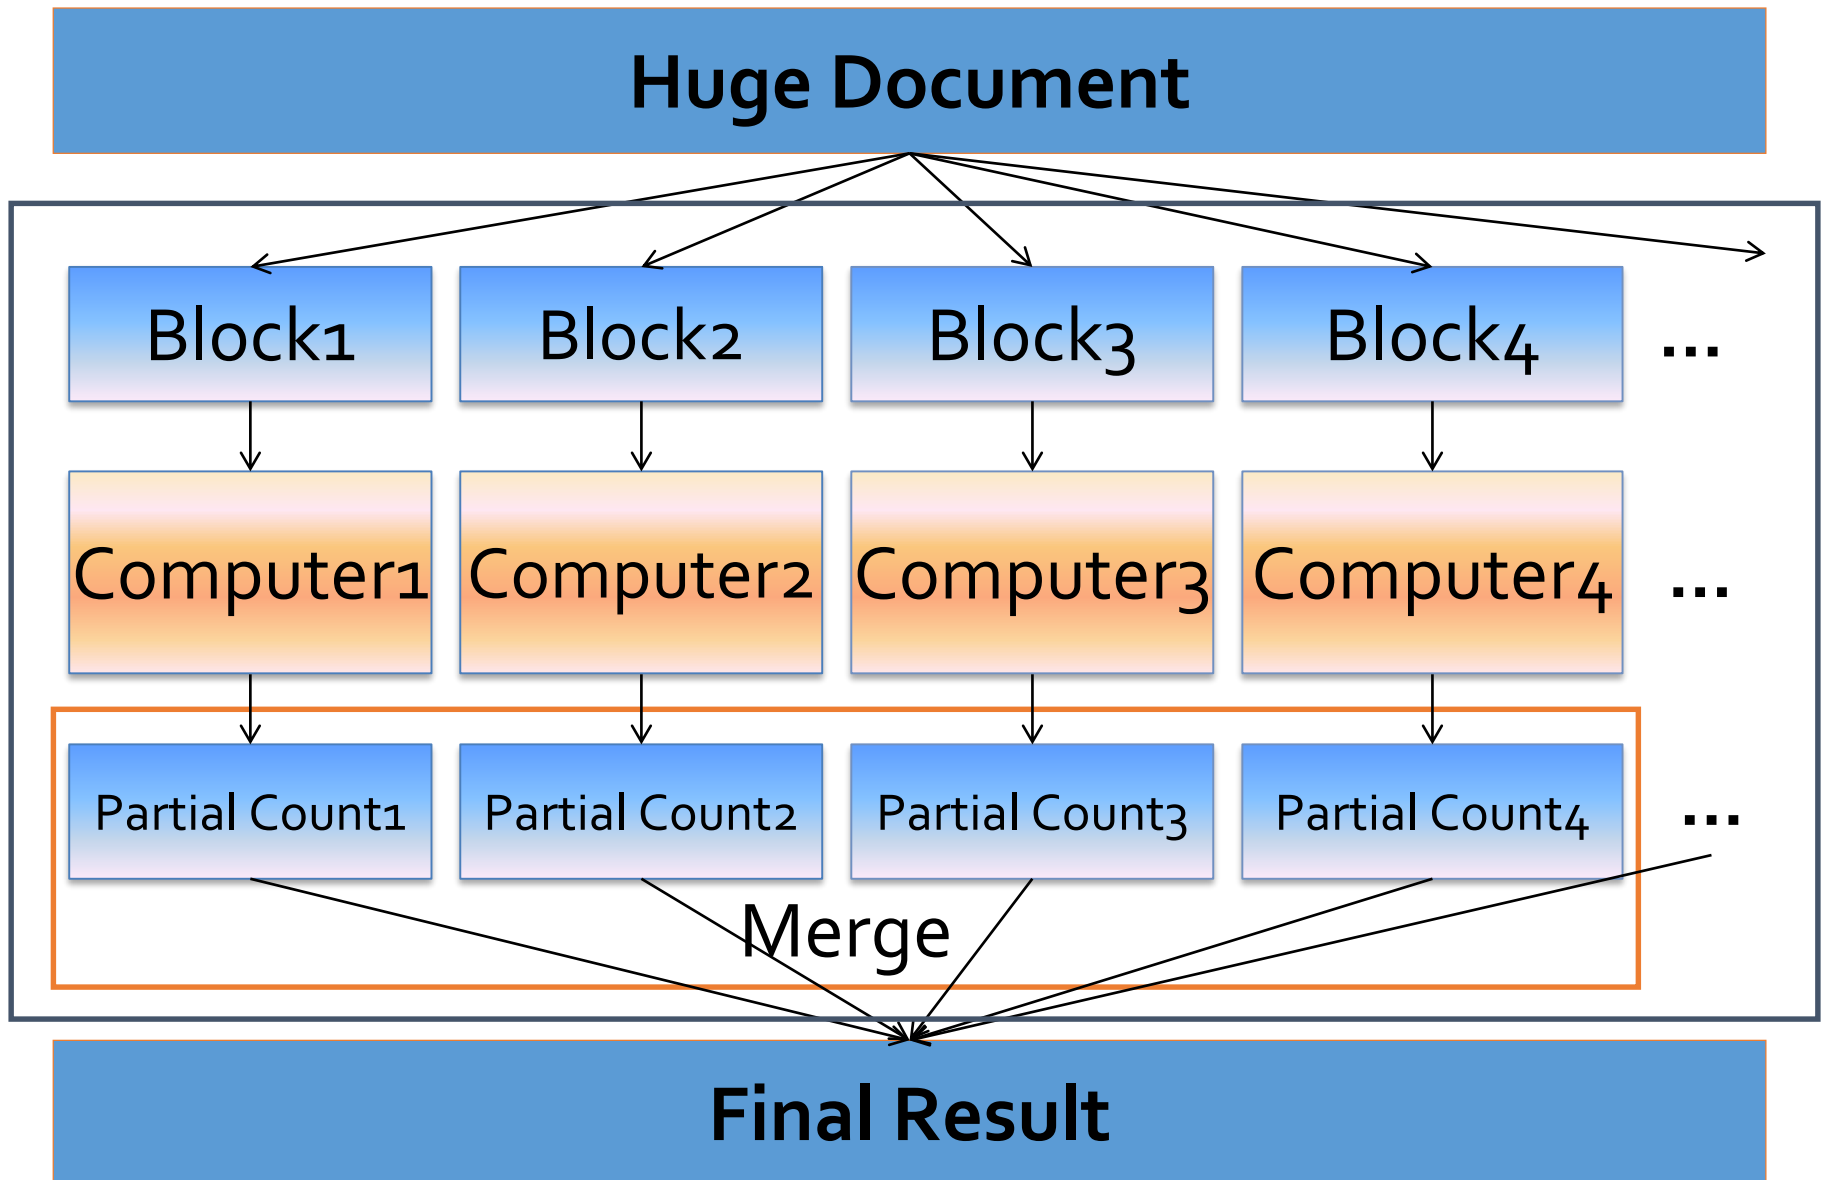 Huge Document
Block1 Block2 Block3 Block4 ...
Computer1 Computer2 Computer3 Computer4 ...
Partial Count1 Partial Count2 Partial Count3 Partial Count4 ...
Merge
Final Result